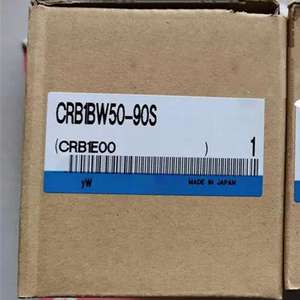 CRB1BW50-90S
(CRB1E00 ) 1
yW MADE IN JAPAN